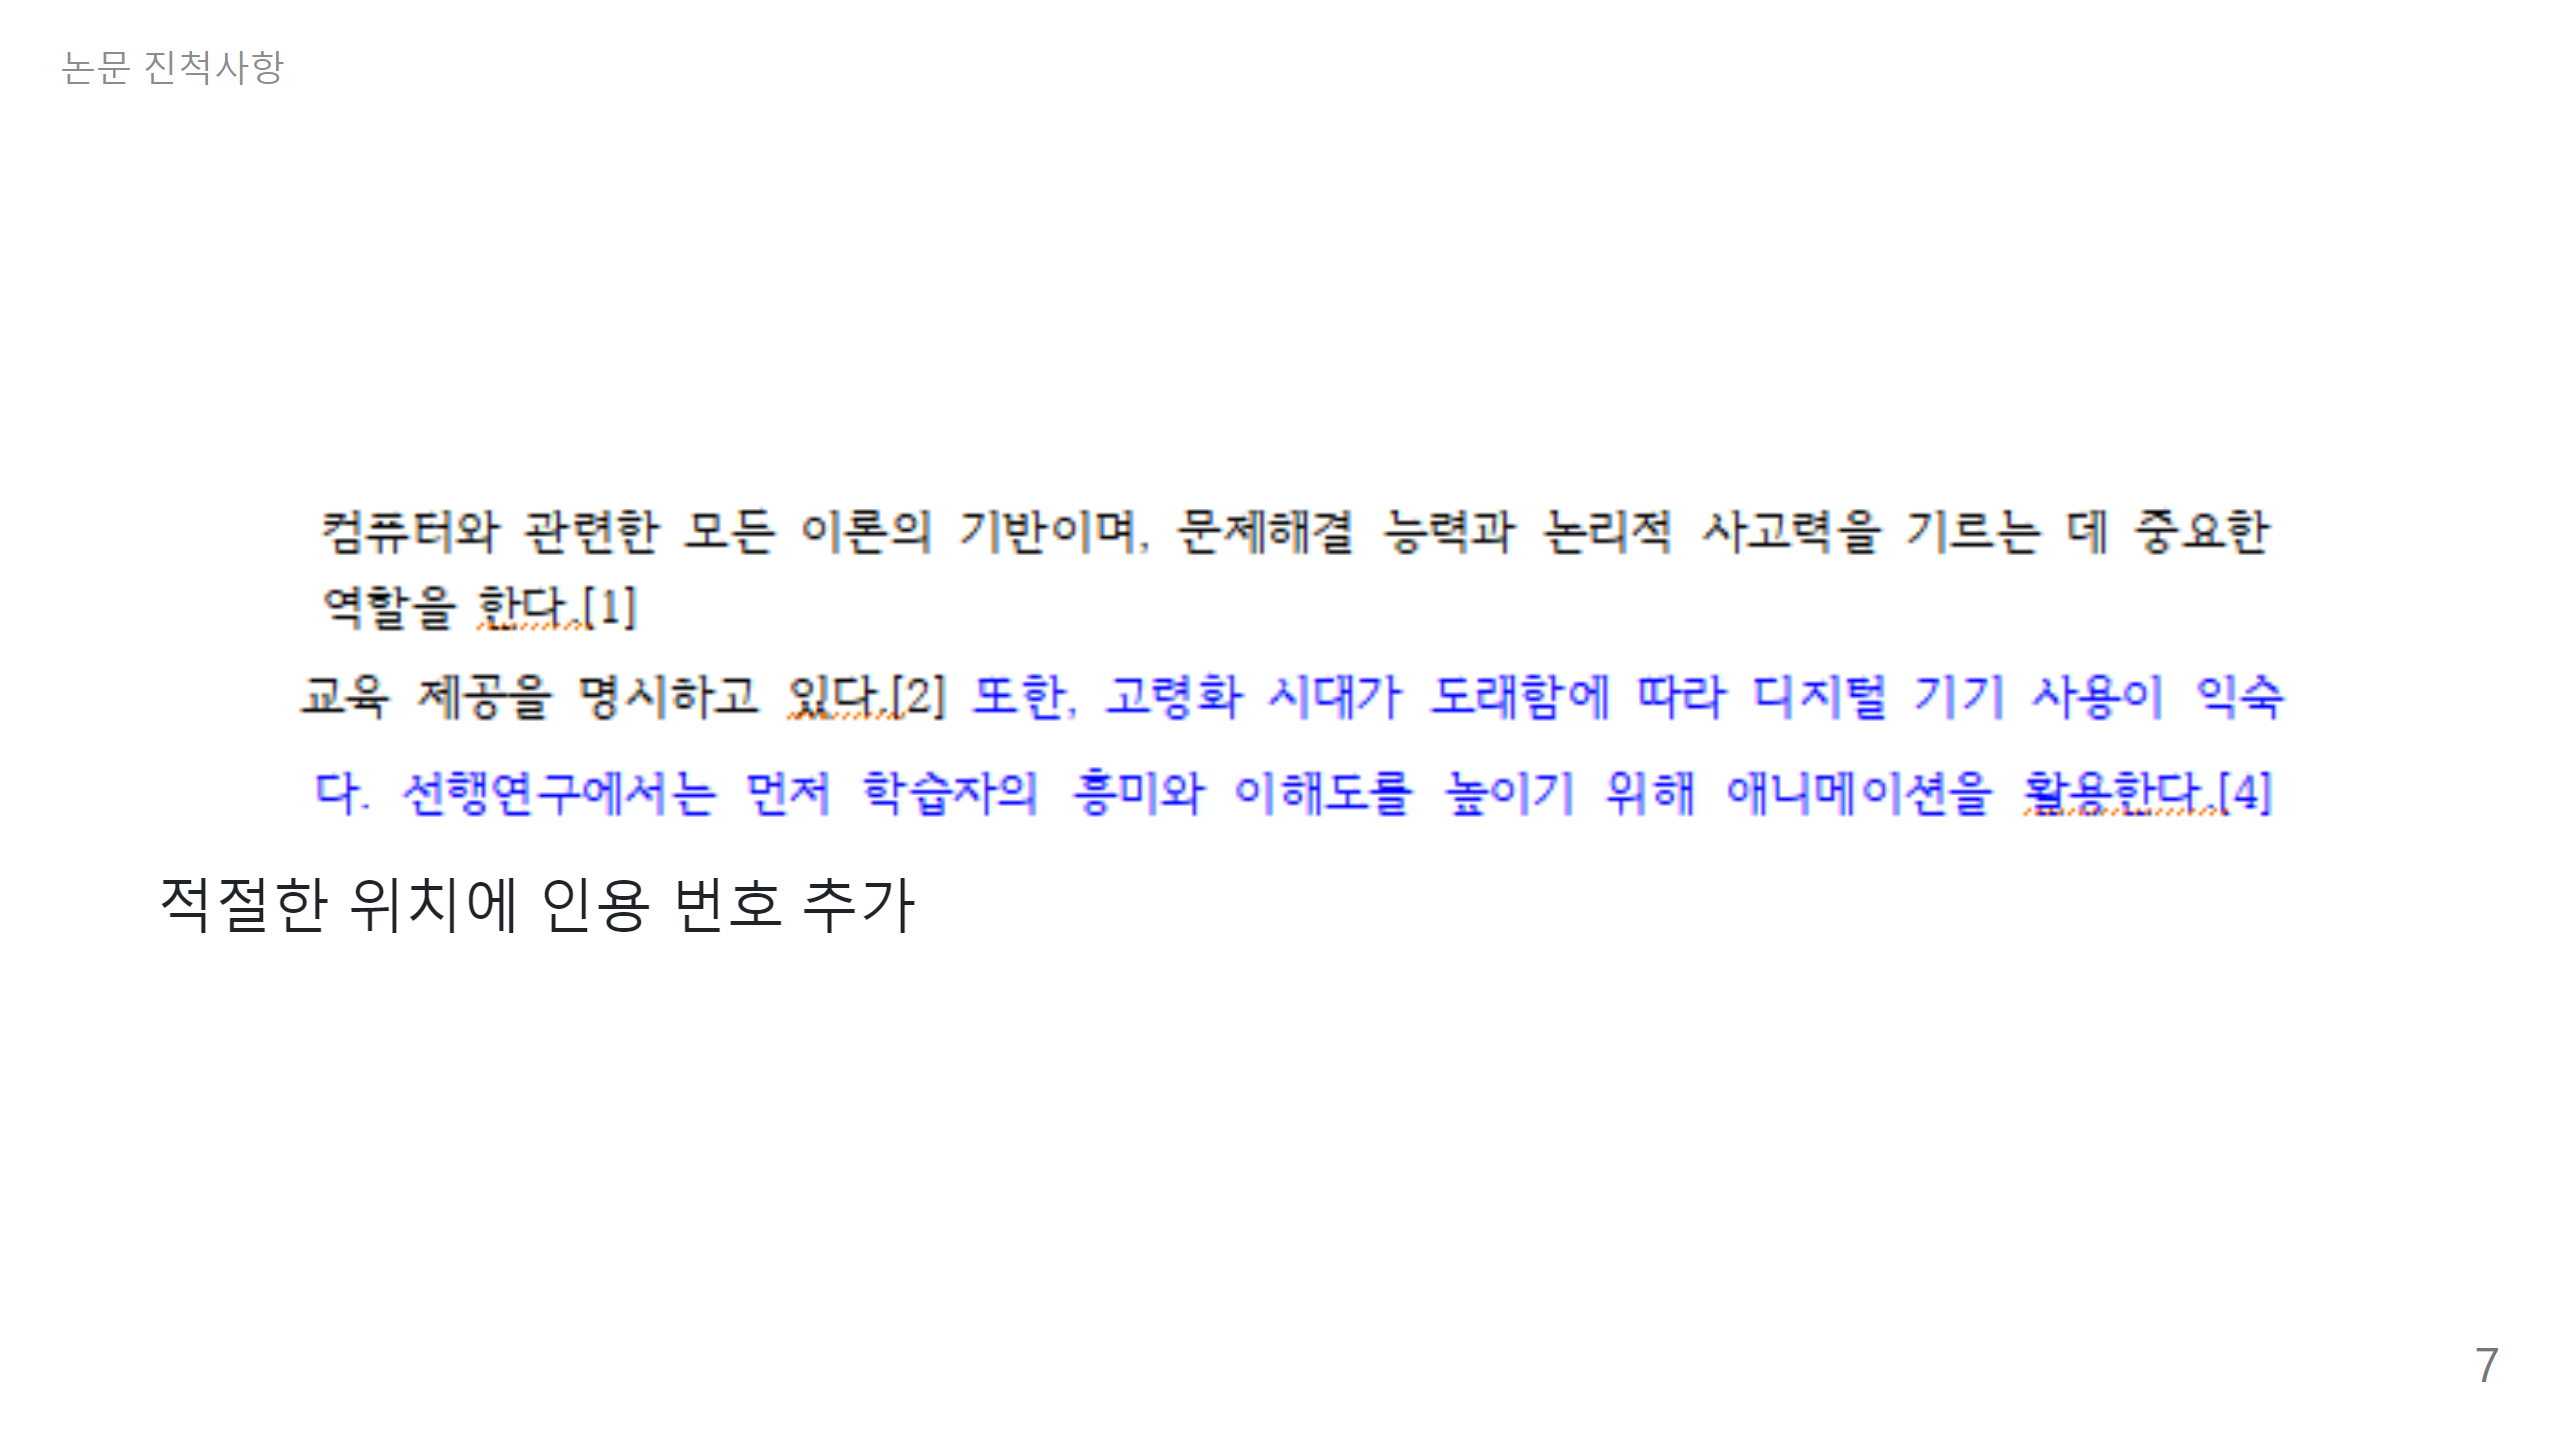 논문 진척사항
컴퓨터와 관련한 모든 이론의 기반이며, 문제해결 능력과 논리적 사고력을 기르는 데 중요한
역할을 한다.[1]
교육 제공을 명시하고 있다.[2] 또한, 고령화 시대가 도래함에 따라 디지털 기기 사용이 익숙
다. 선행연구에서는 먼저 학습자의 흥미와 이해도를 높이기 위해 애니메이션을 활용한다.[4]
적절한 위치에 인용 번호 추가
7